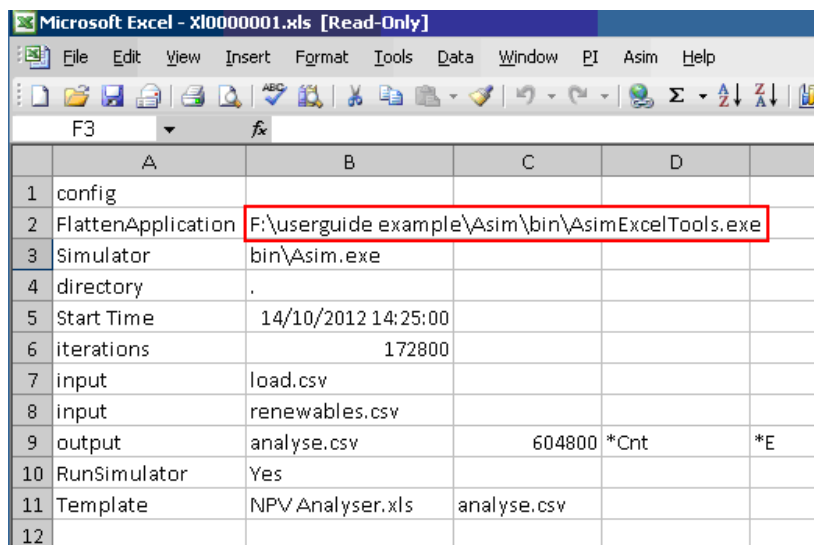 Microsoft Excel - Xl0000001.xls [Read-Only]
File Edit View Insert Format Tools Data Window PI Asim Help
ABC Σ A Z Z A
F3 fx
A B C D
1 config
2 FlattenApplication F:\userguide example\Asim\bin\AsimExcelTools.exe
3 Simulator bin\Asim.exe
4 directory .
5 Start Time 14/10/2012 14:25:00
6 iterations 172800
7 input load.csv
8 input renewables.csv
9 output analyse.csv 604800 *Cnt *E
10 RunSimulator Yes
11 Template NPV Analyser.xls analyse.csv
12